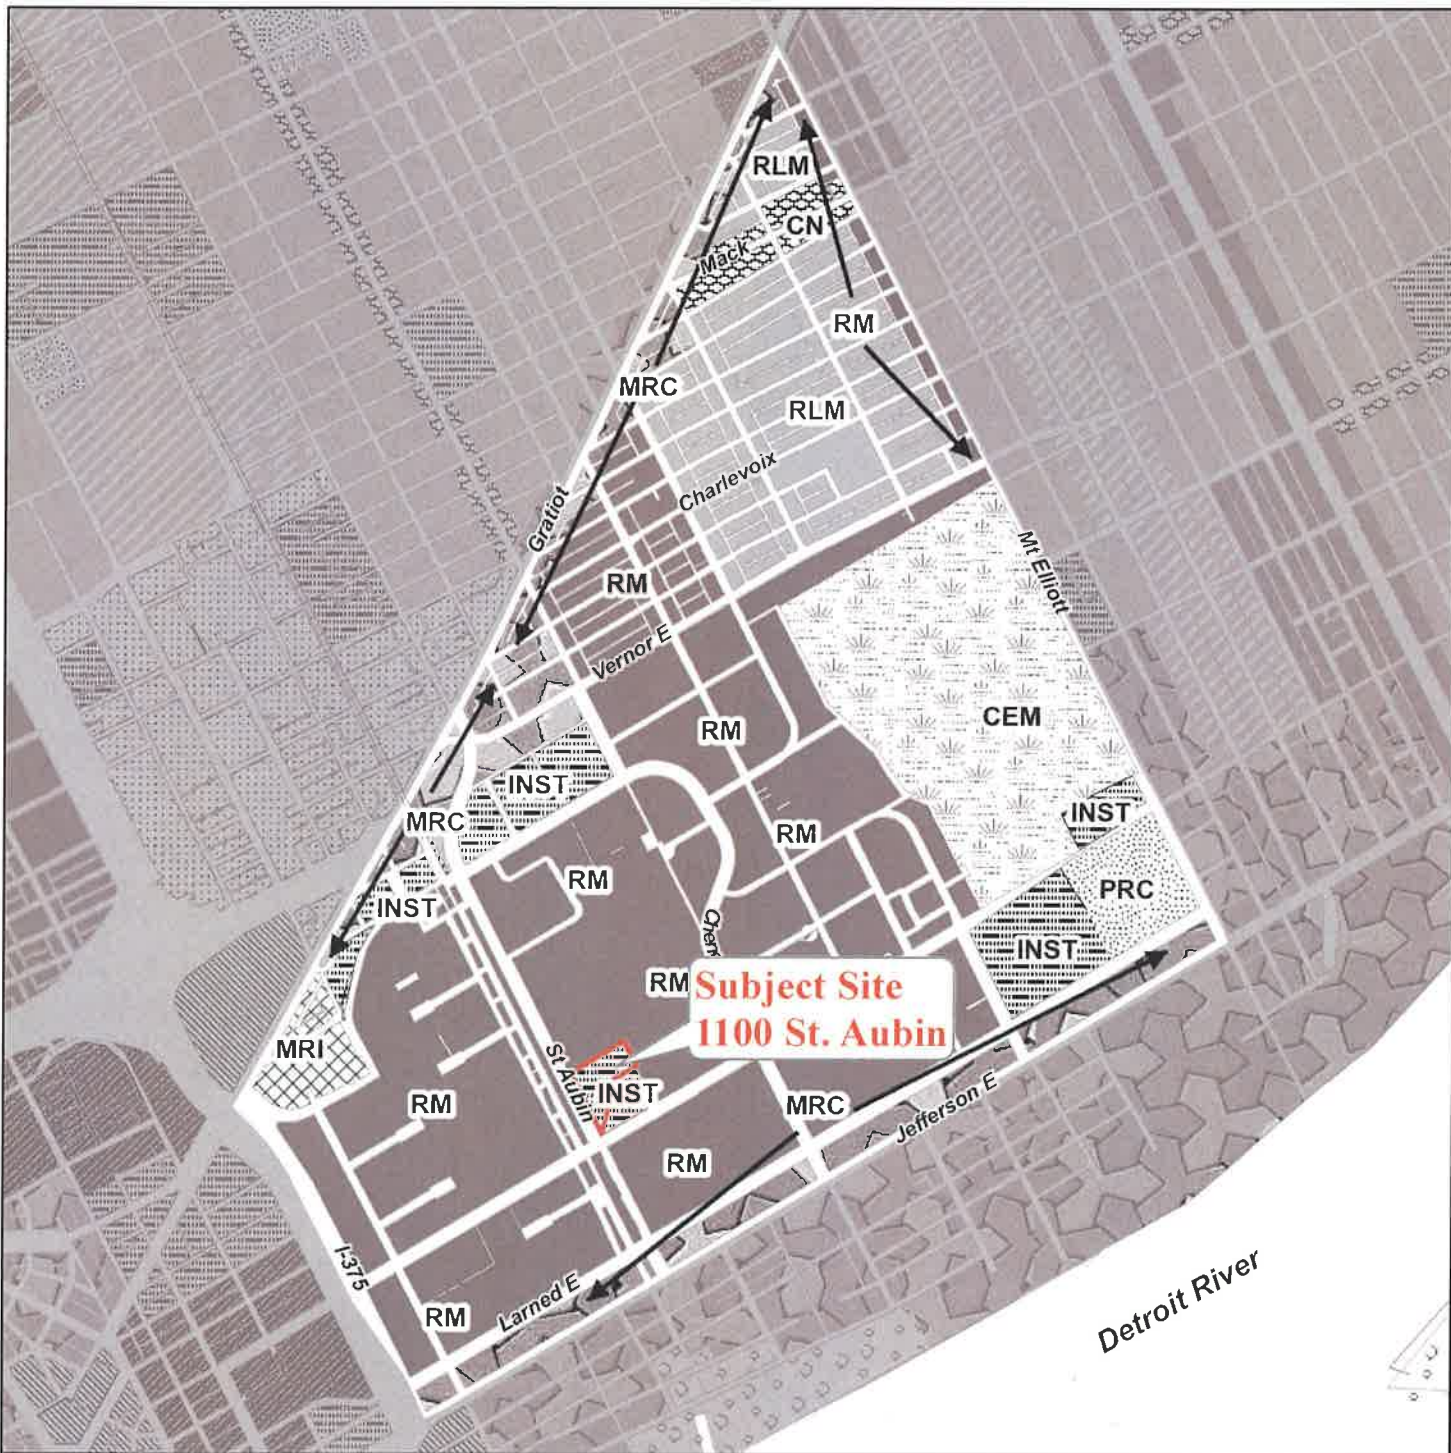 RLM
CN
Mack
RM
MRC
RLM
Charlevoix
Gratiot
Mt Elliott
RM
Vernor E
CEM
RM
INST
INST
MRC
RM
RM
PRC
INST
INST
RM
Subject Site
1100 St. Aubin
MRI
St Aubin
INST
RM
MRC
Jefferson E
RM
I-375
Larned E
RM
Detroit River